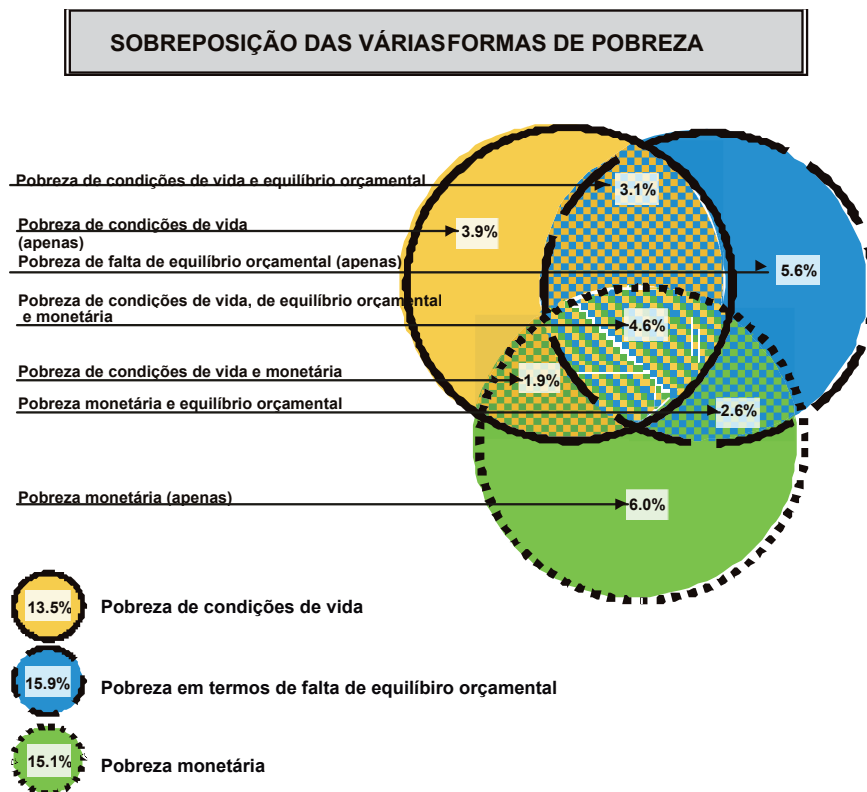 SOBREPOSIÇÃO DAS VÁRIASFORMAS DE POBREZA
Pobreza de condições de vida e equilíbrio orçamental
3.1%
Pobreza de condições de vida
(apenas)
3.9%
Pobreza de falta de equilíbrio orçamental (apenas)
5.6%
Pobreza de condições de vida, de equilíbrio orçamental
e monetária
4.6%
Pobreza de condições de vida e monetária
1.9%
Pobreza monetária e equilíbrio orçamental
2.6%
Pobreza monetária (apenas)
6.0%
13.5% Pobreza de condições de vida
15.9% Pobreza em termos de falta de equilíbiro orçamental
15.1% Pobreza monetária